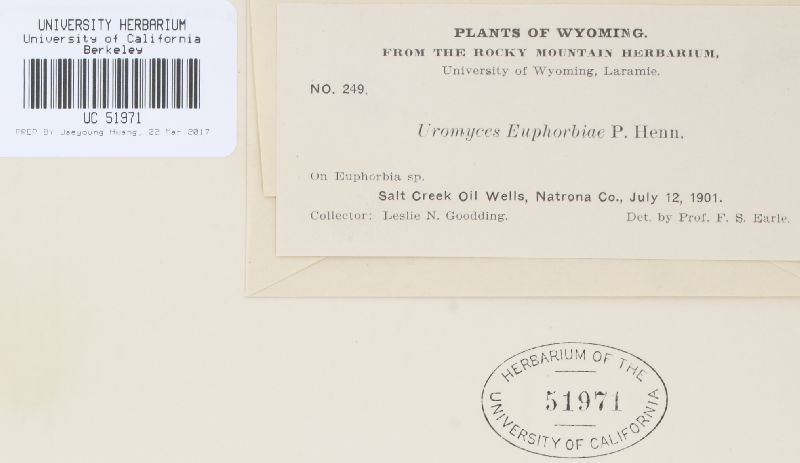 UNIVERSITY HERBARIUM
University of California
Berkeley
UC 51971
PREP BY Jaeyoung Huang, 22 Mar 2017
PLANTS OF WYOMING.
FROM THE ROCKY MOUNTAIN HERBARIUM,
University of Wyoming, Laramie.
NO. 249.
Uromyces Euphorbiae P. Henn.
On Euphorbia sp.
Salt Creek Oil Wells, Natrona Co., July 12, 1901.
Collector: Leslie N. Goodding. Det. by Prof. F. S. Earle.
HERBARIUM OF THE
51971
UNIVERSITY OF CALIFORNIA